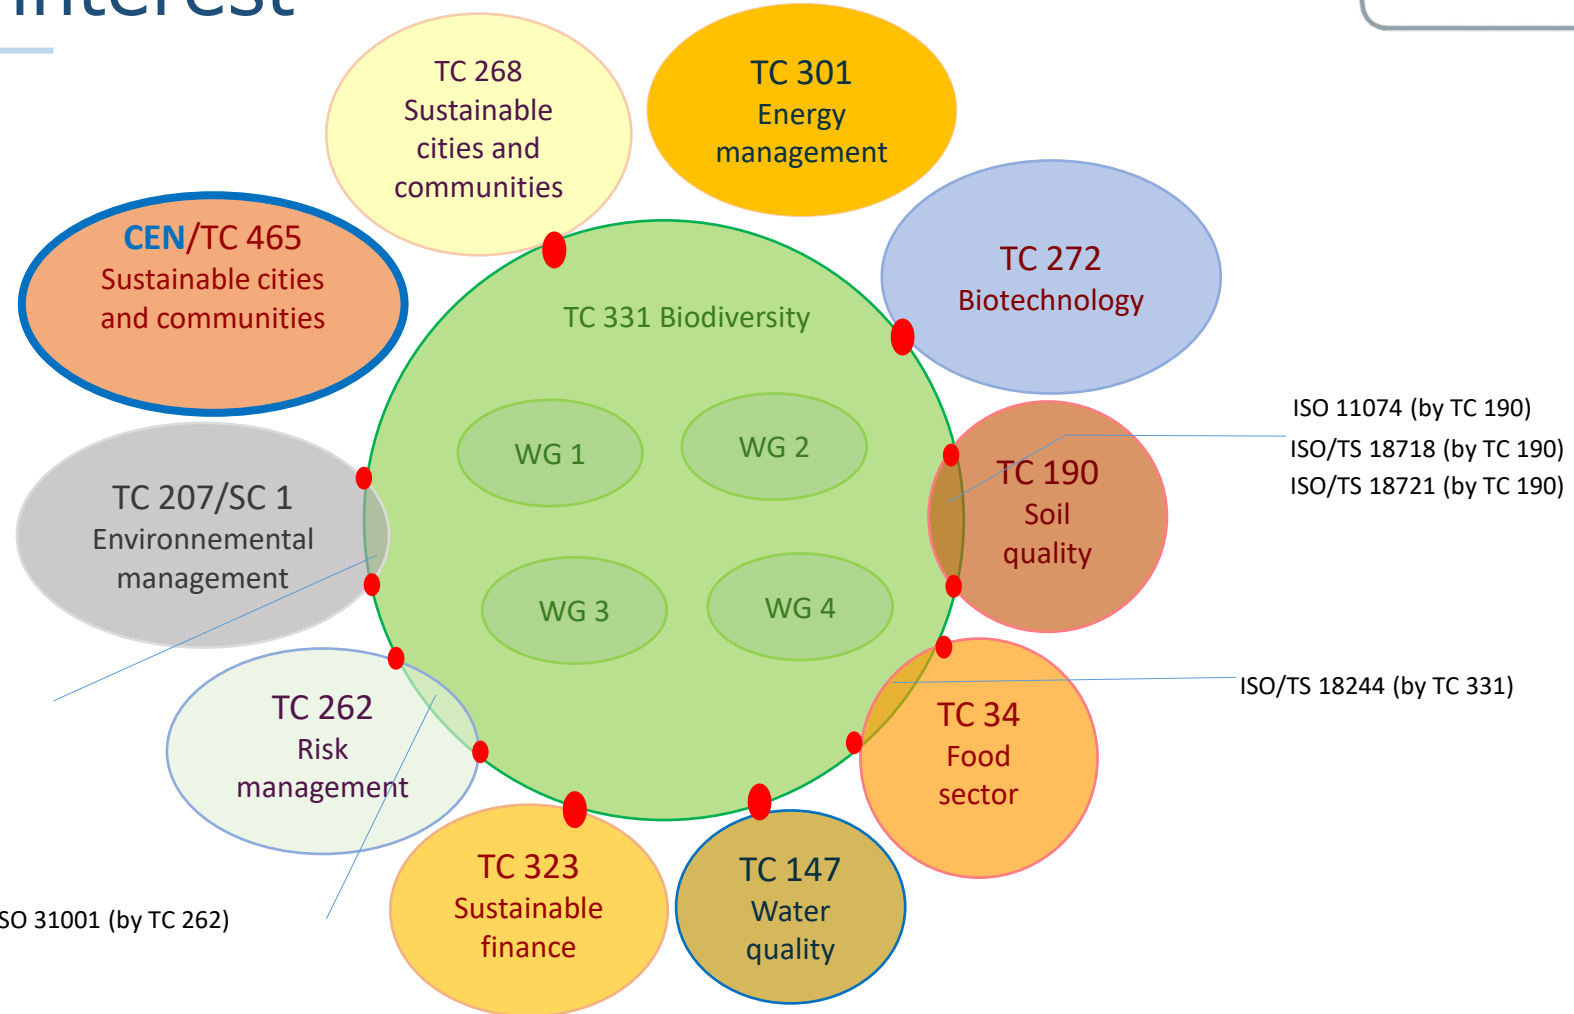 interest
TC 268
Sustainable
cities and
communities
TC 301
Energy
management
CEN/TC 465
Sustainable cities
and communities
TC 272
Biotechnology
TC 331 Biodiversity
WG 1
WG 2
WG 3
WG 4
TC 207/SC 1
Environnemental
management
TC 190
Soil
quality
ISO 11074 (by TC 190)
ISO/TS 18718 (by TC 190)
ISO/TS 18721 (by TC 190)
TC 262
Risk
management
TC 34
Food
sector
ISO/TS 18244 (by TC 331)
TC 323
Sustainable
finance
TC 147
Water
quality
SO 31001 (by TC 262)